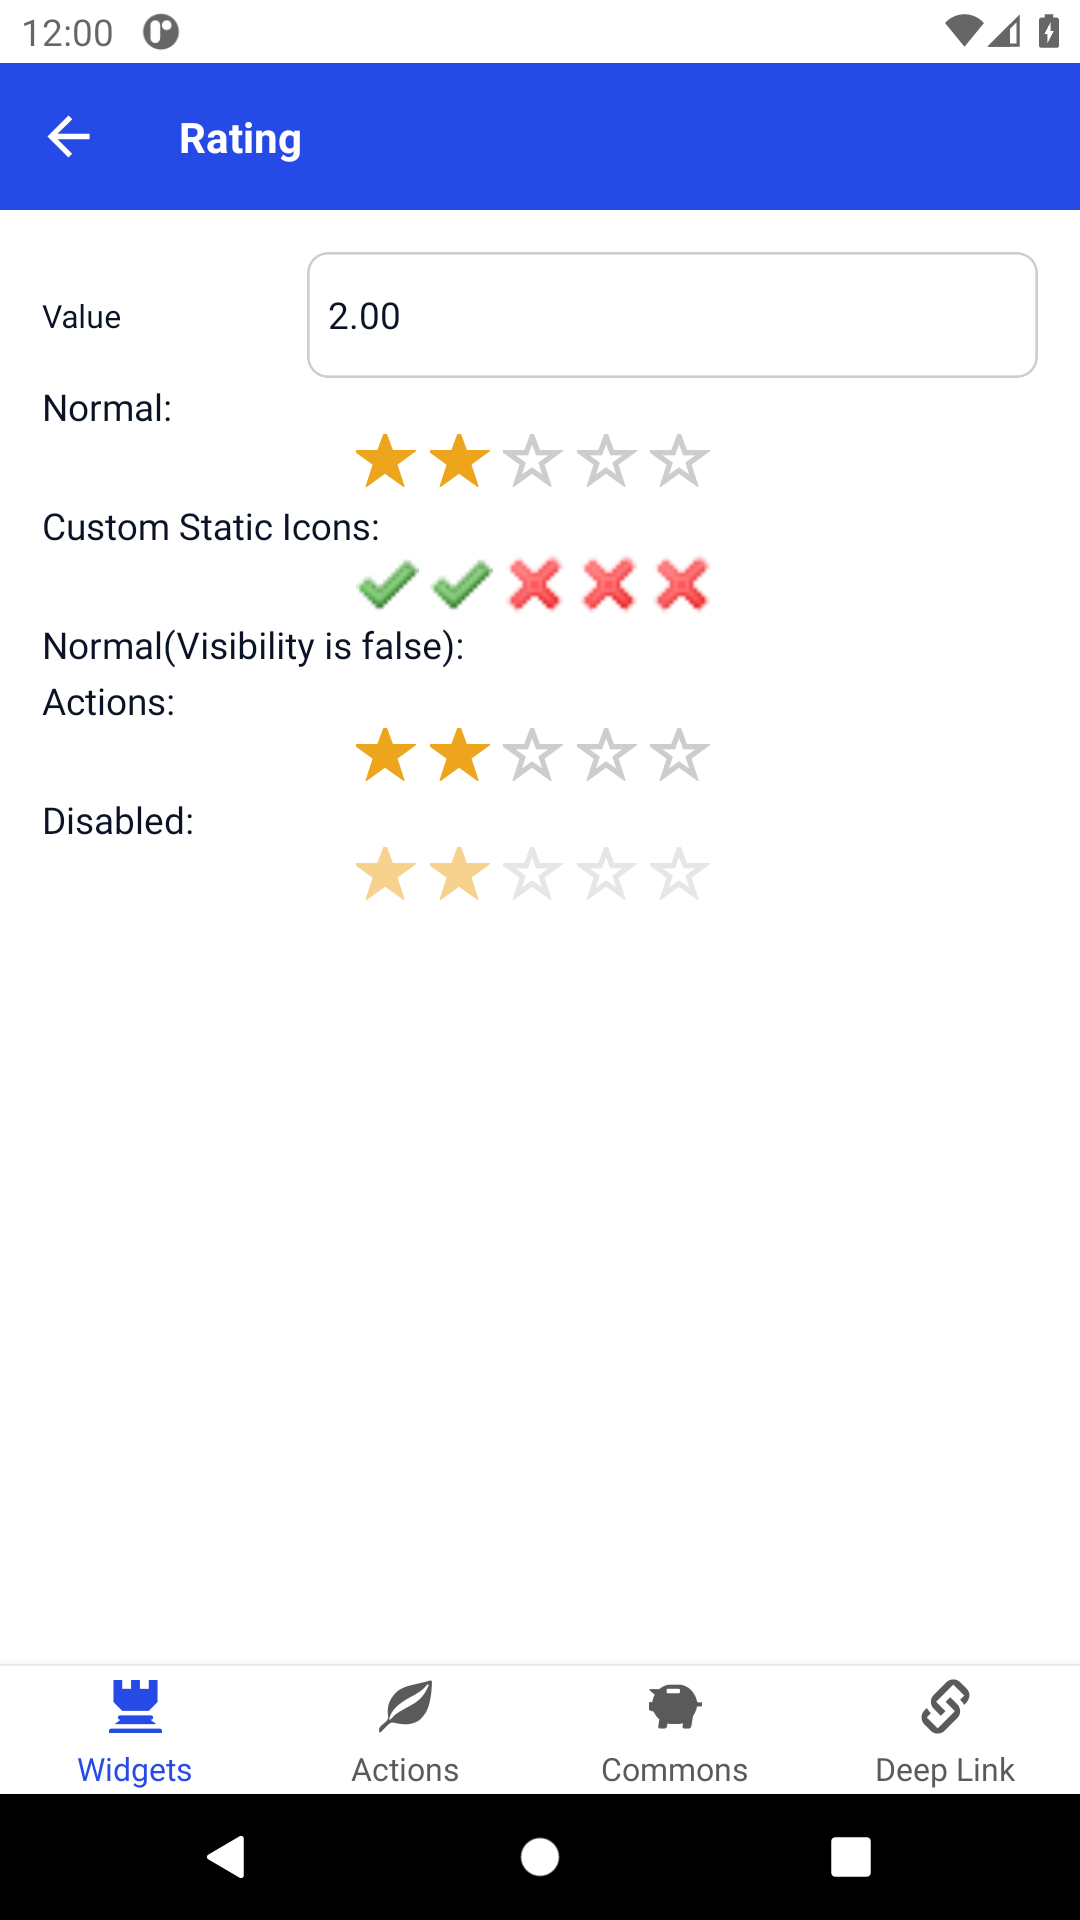 12:00
Rating
Value
2.00
Normal:
Custom Static Icons:
Normal(Visibility is false):
Actions:
Disabled:
Widgets
Actions
Commons
Deep Link